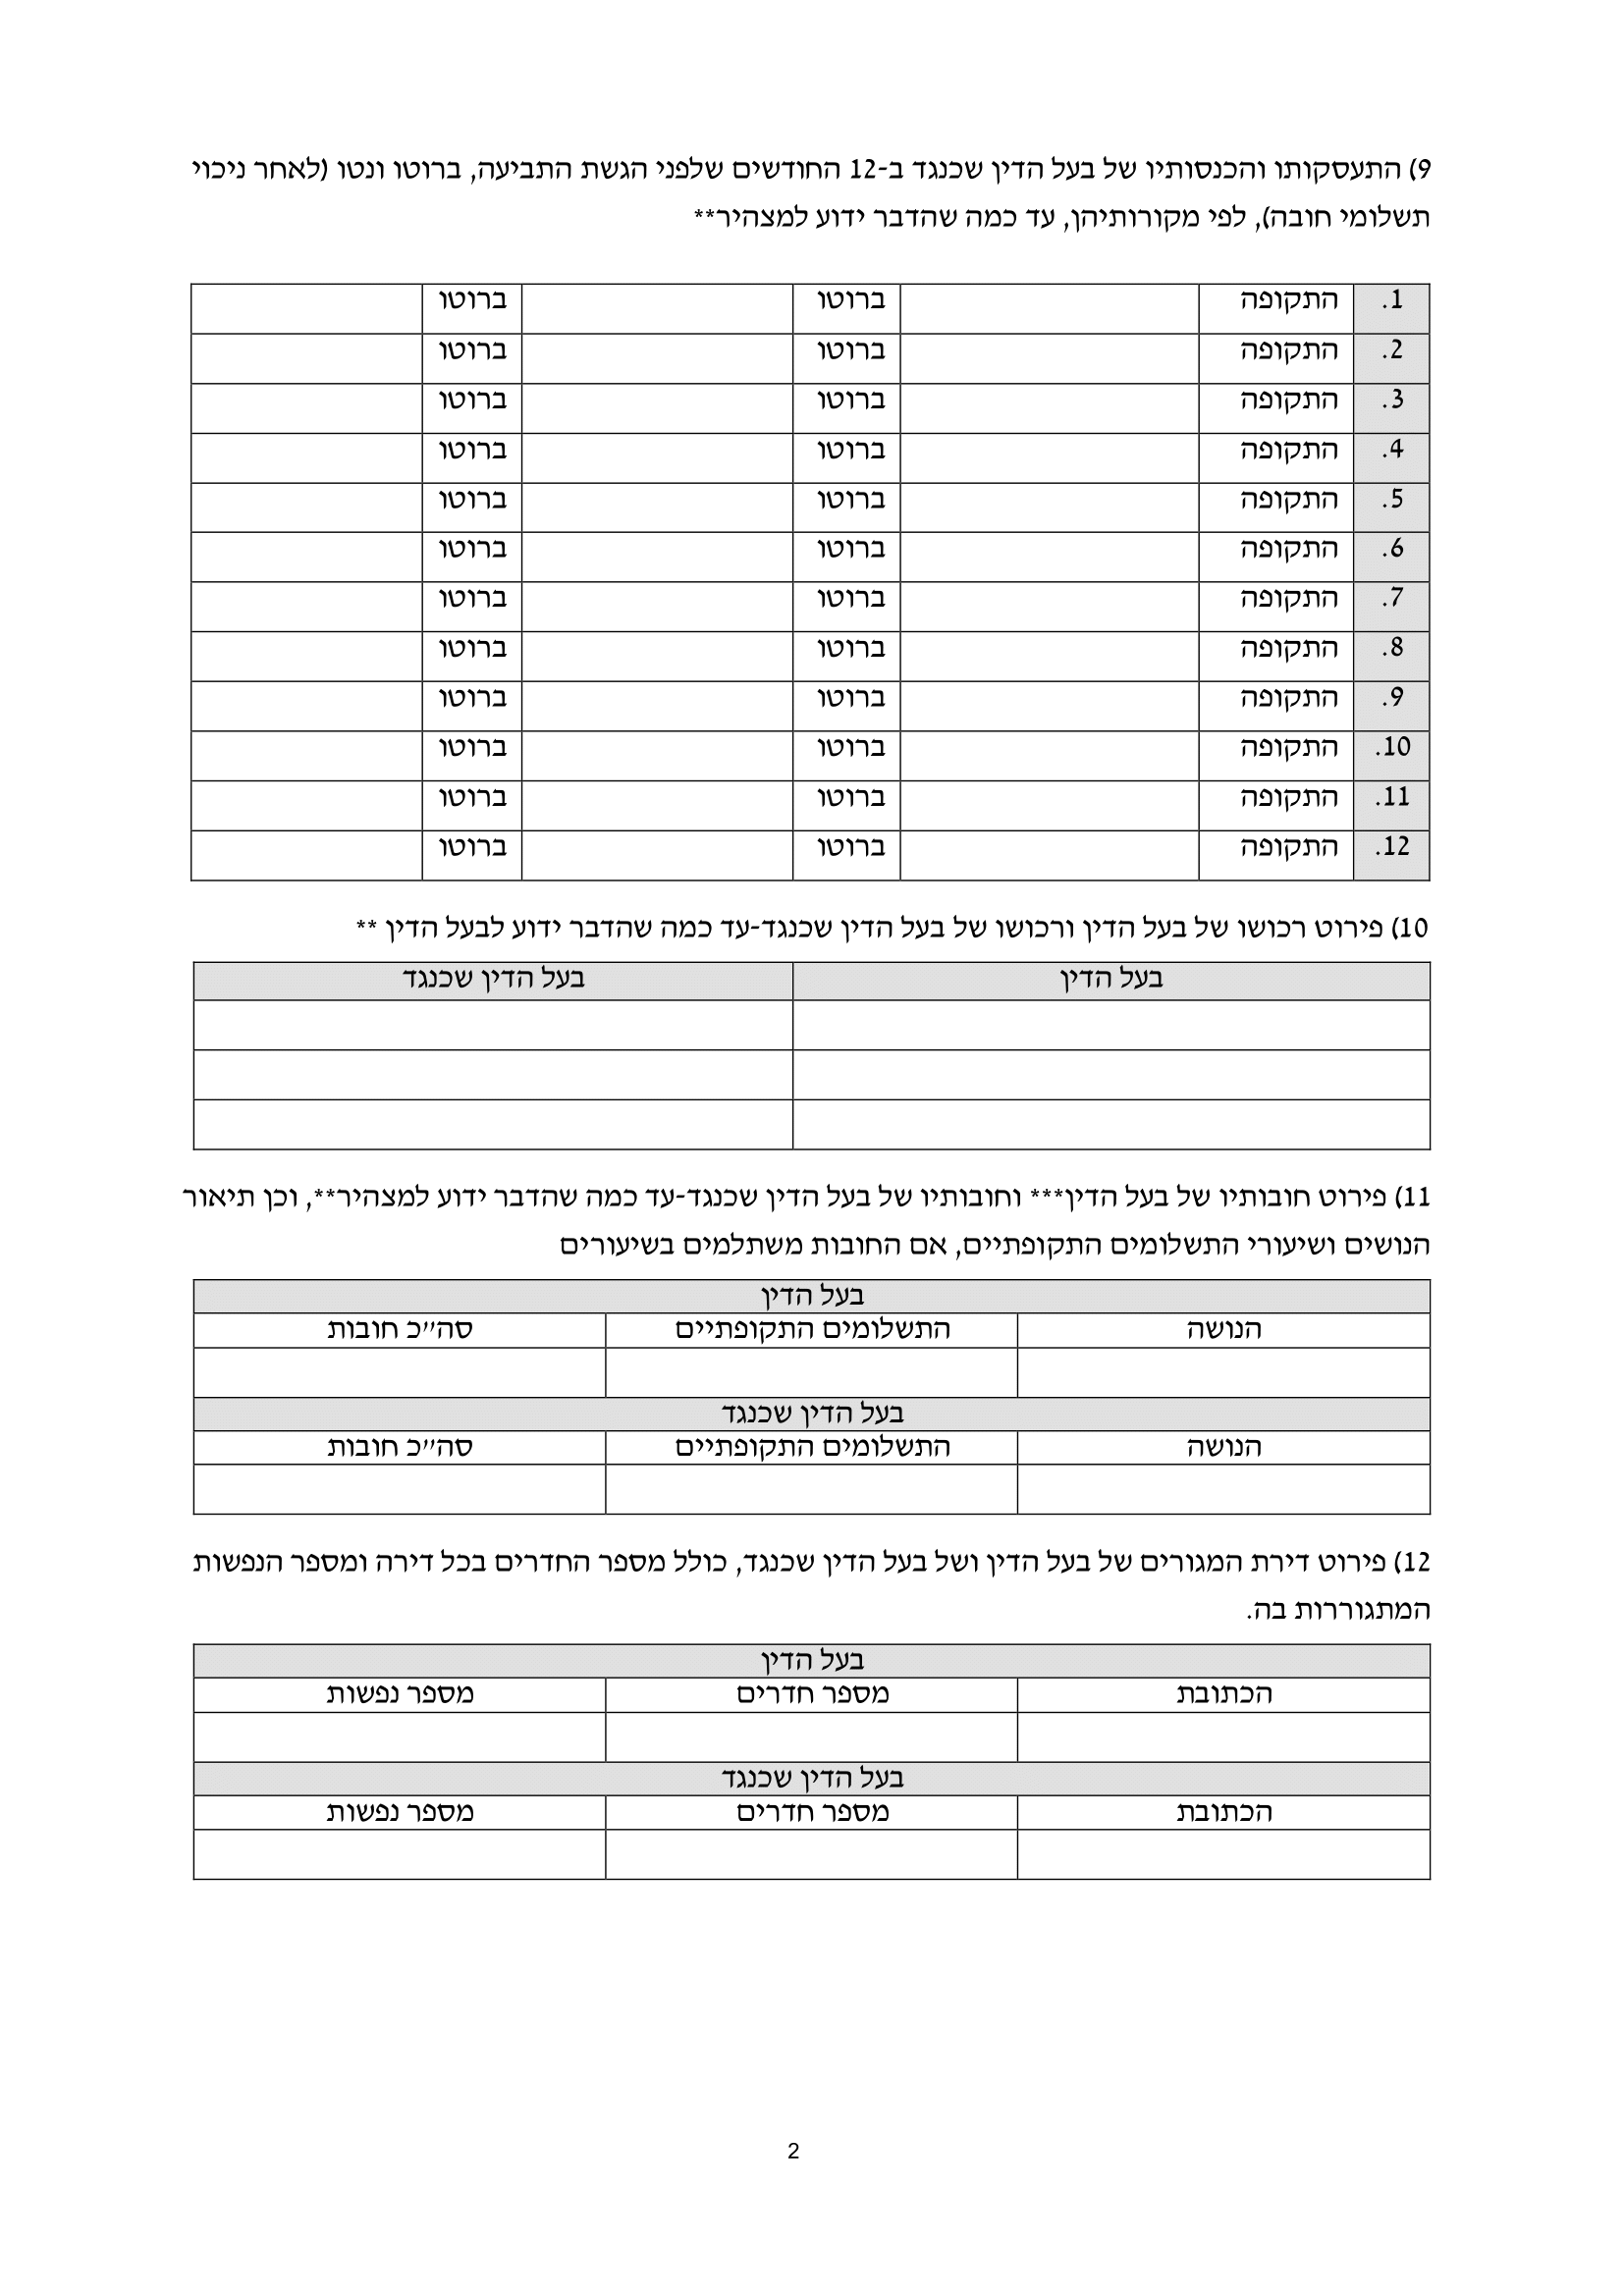 9) התעסקותו והכנסותיו של בעל הדין שכנגד ב-12 החודשים שלפני הגשת התביעה, ברוטו ונטו (לאחר ניכוי
תשלומי חובה), לפי מקורותיהן, עד כמה שהדבר ידוע למצהיר**
1. התקופה ברוטו ברוטו
2. התקופה ברוטו ברוטו
3. התקופה ברוטו ברוטו
4. התקופה ברוטו ברוטו
5. התקופה ברוטו ברוטו
6. התקופה ברוטו ברוטו
7. התקופה ברוטו ברוטו
8. התקופה ברוטו ברוטו
9. התקופה ברוטו ברוטו
10. התקופה ברוטו ברוטו
11. התקופה ברוטו ברוטו
12. התקופה ברוטו ברוטו
10) פירוט רכושו של בעל הדין ורכושו של בעל הדין שכנגד-עד כמה שהדבר ידוע לבעל הדין **
בעל הדין בעל הדין שכנגד
11) פירוט חובותיו של בעל הדין*** וחובותיו של בעל הדין שכנגד-עד כמה שהדבר ידוע למצהיר**, וכן תיאור
הנושים ושיעורי התשלומים התקופתיים, אם החובות משתלמים בשיעורים
בעל הדין
הנושה התשלומים התקופתיים סה"כ חובות
בעל הדין שכנגד
הנושה התשלומים התקופתיים סה"כ חובות
12) פירוט דירת המגורים של בעל הדין ושל בעל הדין שכנגד, כולל מספר החדרים בכל דירה ומספר הנפשות
המתגוררות בה.
בעל הדין
הכתובת מספר חדרים מספר נפשות
בעל הדין שכנגד
הכתובת מספר חדרים מספר נפשות
2